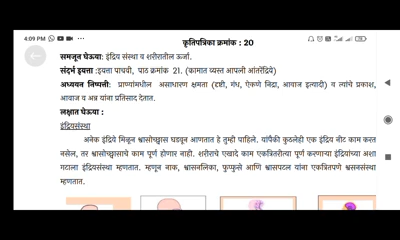 4:09 PM
कृतिपत्रिका क्रमांक : 20
समजून घेऊया: इंद्रिय संस्था व शरीरातील ऊर्जा.
संदर्भ इयत्ता :इयत्ता पाचवी, पाठ क्रमांक 21. (कामात व्यस्त आपली आंतरेंद्रिये)
अध्ययन निष्पत्ती: प्राण्यांमधील असाधारण क्षमता (दृष्टी, गंध, ऐकणे निद्रा, आवाज इत्यादी) व त्यांचे प्रकाश,
आवाज व अन्न यांना प्रतिसाद देतात.
लक्षात घेऊया :
इंद्रियसंस्था
अनेक इंद्रिये मिळून श्वासोच्छ्वास घडवून आणतात हे तुम्ही पाहिले. यांपैकी कुठलेही एक इंद्रिय नीट काम करत
नसेल, तर श्वासोच्छ्वासाचे काम पूर्ण होणार नाही. शरीराचे एखादे काम एकत्रितरीत्या पूर्ण करणाऱ्या इंद्रियांच्या अशा
गटाला इंद्रियसंस्था म्हणतात. म्हणून नाक, श्वासनलिका, फुप्फुसे आणि श्वासपटल यांना एकत्रितपणे श्वसनसंस्था
म्हणतात.